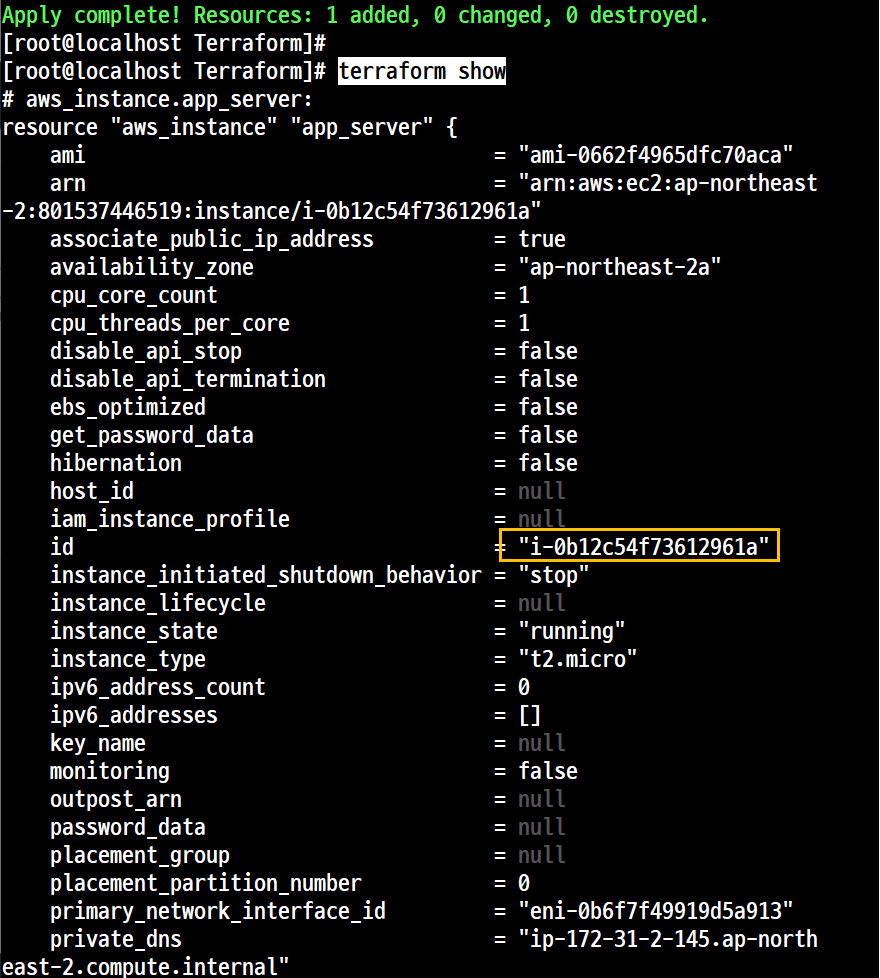 Apply complete! Resources: 1 added, 0 changed, 0 destroyed.
[root@localhost Terraform]#
[root@localhost Terraform]# terraform show
# aws_instance.app_server:
resource "aws_instance" "app_server" {
    ami                                  = "ami-0662f4965dfc70aca"
    arn                                  = "arn:aws:ec2:ap-northeast
-2:801537446519:instance/i-0b12c54f73612961a"
    associate_public_ip_address          = true
    availability_zone                    = "ap-northeast-2a"
    cpu_core_count                       = 1
    cpu_threads_per_core                 = 1
    disable_api_stop                     = false
    disable_api_termination              = false
    ebs_optimized                        = false
    get_password_data                    = false
    hibernation                          = false
    host_id                              = null
    iam_instance_profile                 = null
    id                                   = "i-0b12c54f73612961a"
    instance_initiated_shutdown_behavior = "stop"
    instance_lifecycle                   = null
    instance_state                       = "running"
    instance_type                        = "t2.micro"
    ipv6_address_count                   = 0
    ipv6_addresses                       = []
    key_name                             = null
    monitoring                           = false
    outpost_arn                          = null
    password_data                        = null
    placement_group                      = null
    placement_partition_number           = 0
    primary_network_interface_id         = "eni-0b6f7f49919d5a913"
    private_dns                          = "ip-172-31-2-145.ap-north
east-2.compute.internal"